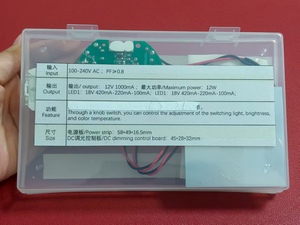 输入
Input
100-240V AC ; PF≥0.8
输出
Output
输出/ output: 12V 1000mA; 最大功率/Maximum power: 12W
LED1: 18V 420mA-220mA-100mA; LED1: 18V 420mA-220mA-100mA;
功能
Feature
Through a knob switch, you can control the adjustment of the switching light, brightness,
and color temperature.
尺寸
Size
电源板/Power strip: 58*49*16.5mm
DC调光控制板/DC dimming control board: 45*28*32mm